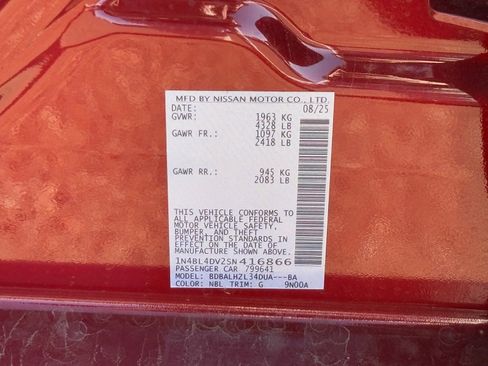 MFD BY NISSAN MOTOR CO., LTD.
DATE: 08/25
GVWR: 1963 KG
4328 LB
GAWR FR.: 1097 KG
2418 LB
GAWR RR.: 945 KG
2083 LB
THIS VEHICLE CONFORMS TO
ALL APPLICABLE FEDERAL
MOTOR VEHICLE SAFETY,
BUMPER, AND THEFT
PREVENTION STANDARDS IN
EFFECT ON THE DATE OF
MANUFACTURE SHOWN ABOVE.
1N4BL4DV2SN416866
PASSENGER CAR 799641
MODEL: BDBALHZL34DUA---BA
COLOR: NBL TRIM: G 9N00A